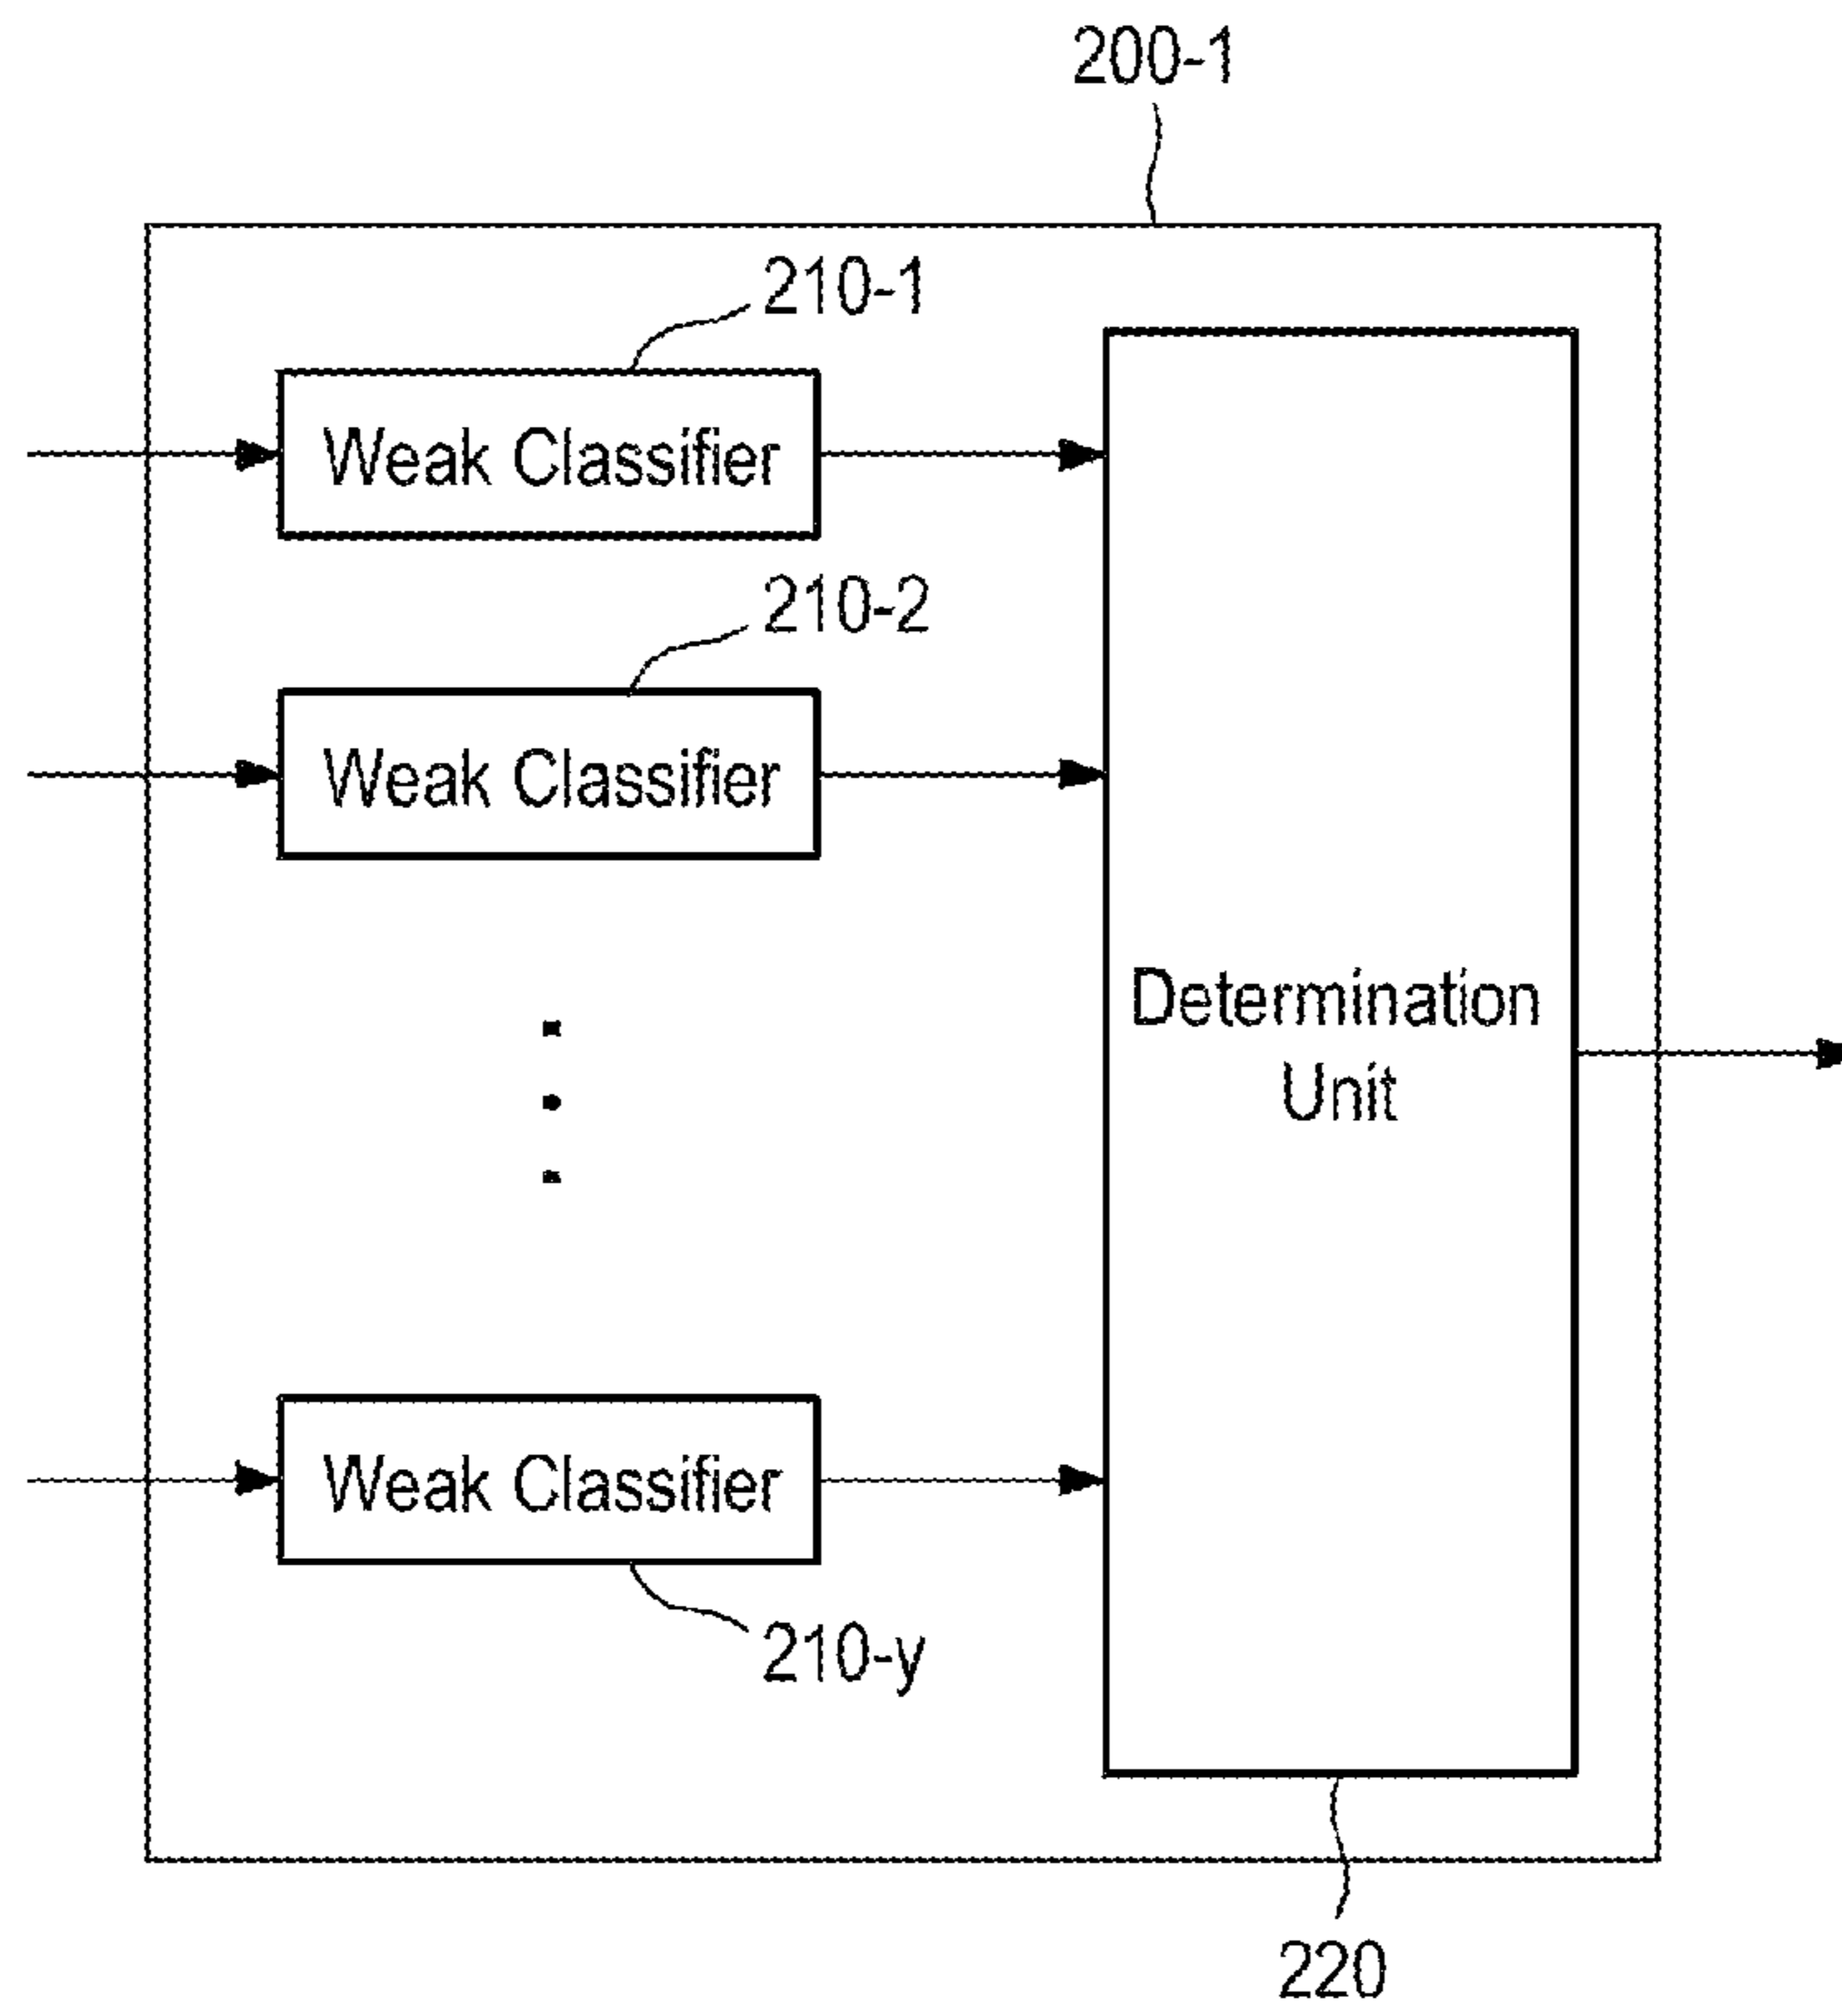 200-1
210-1
Weak Classifier
210-2
Weak Classifier
Determination
Unit
Weak Classifier
210-y
220